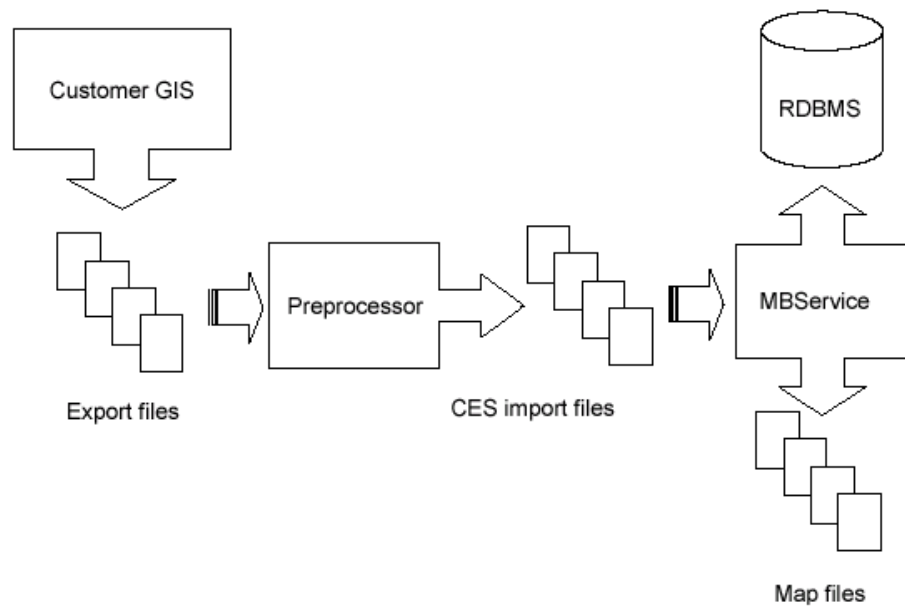 Customer GIS
RDBMS
Preprocessor
MBService
Export files
CES import files
Map files